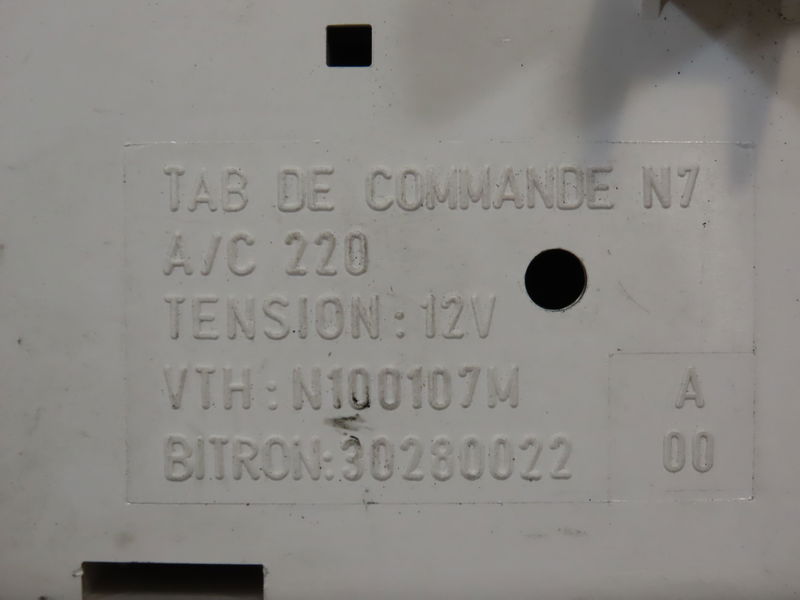 TAB DE COMMANDE N7
A/C 220
TENSION: 12V
VTH: N100107M
A
BITRON: 30280022
00